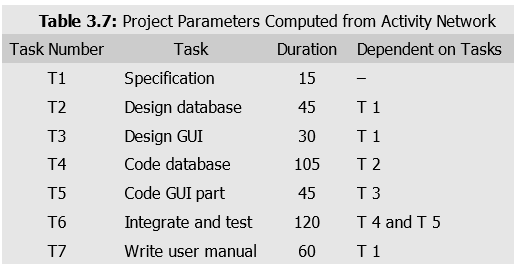 Table 3.7: Project Parameters Computed from Activity Network
Task Number Task Duration Dependent on Tasks
T1 Specification 15 –
T2 Design database 45 T 1
T3 Design GUI 30 T 1
T4 Code database 105 T 2
T5 Code GUI part 45 T 3
T6 Integrate and test 120 T 4 and T 5
T7 Write user manual 60 T 1